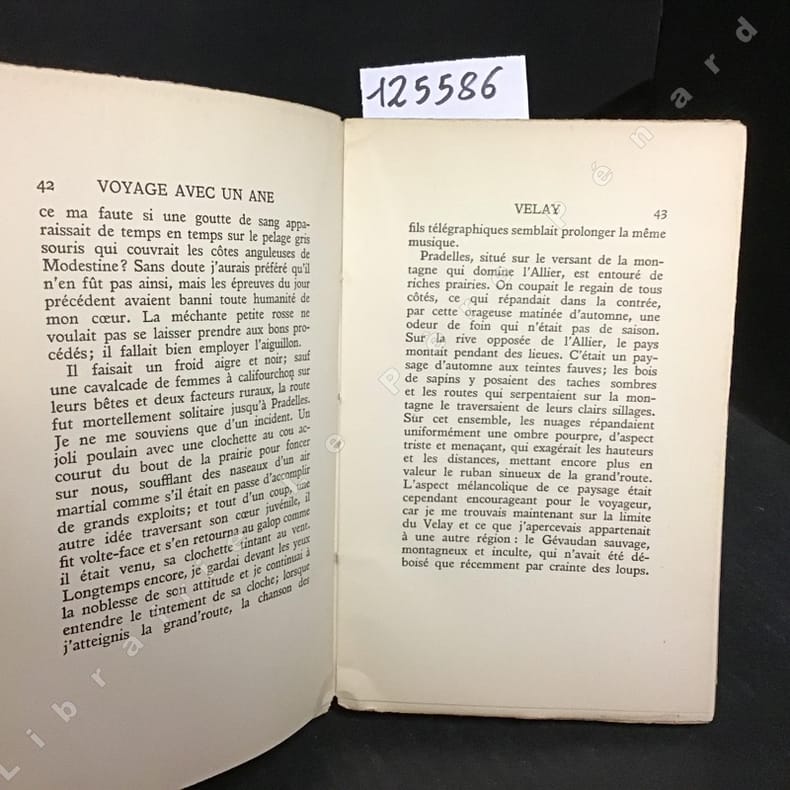 125586
42 VOYAGE AVEC UN ANE
ce ma faute si une goutte de sang appa-
raissait de temps en temps sur le pelage gris
souris qui couvrait les côtes anguleuses de
Modestine? Sans doute j'aurais préféré qu'il
n'en fût pas ainsi, mais les épreuves du jour
précédent avaient banni toute humanité de
mon cœur. La méchante petite rosse ne
voulait pas se laisser prendre aux bons pro-
cédés; il fallait bien employer l'aiguillon.
Il faisait un froid aigre et noir; sauf
une cavalcade de femmes à califourchon sur
leurs bêtes et deux facteurs ruraux, la route
fut mortellement solitaire jusqu'à Pradelles.
Je ne me souviens que d'un incident. Un
joli poulain avec une clochette au cou ac-
courut du bout de la prairie pour foncer
sur nous, soufflant des naseaux d'un air
martial comme s'il était en passe d'accomplir
de grands exploits; et tout d'un coup, une
autre idée traversant son cœur juvénile, il
fit volte-face et s'en retourna au galop comme
il était venu, sa clochette tintant au vent.
Longtemps encore, je gardai devant les yeux
la noblesse de son attitude et je continuai à
entendre le tintement de sa cloche; lorsque
j'atteignis la grand'route, la chanson des
VELAY 43
fils télégraphiques semblait prolonger la même
musique.
Pradelles, situé sur le versant de la mon-
tagne qui domine l'Allier, est entouré de
riches prairies. On coupait le regain de tous
côtés, ce qui répandait dans la contrée,
par cette orageuse matinée d'automne, une
odeur de foin qui n'était pas de saison.
Sur la rive opposée de l'Allier, le pays
montait pendant des lieues. C'était un pay-
sage d'automne aux teintes fauves; les bois
de sapins y posaient des taches sombres
et les routes qui serpentaient sur la mon-
tagne le traversaient de leurs clairs sillages.
Sur cet ensemble, les nuages répandaient
uniformément une ombre pourpre, d'aspect
triste et menaçant, qui exagérait les hauteurs
et les distances, mettant encore plus en
valeur le ruban sinueux de la grand'route.
L'aspect mélancolique de ce paysage était
cependant encourageant pour le voyageur,
car je me trouvais maintenant sur la limite
du Velay et ce que j'apercevais appartenait
à une autre région : le Gévaudan sauvage,
montagneux et inculte, qui n'avait été dé-
boisé que récemment par crainte des loups.
Librairie Pénard